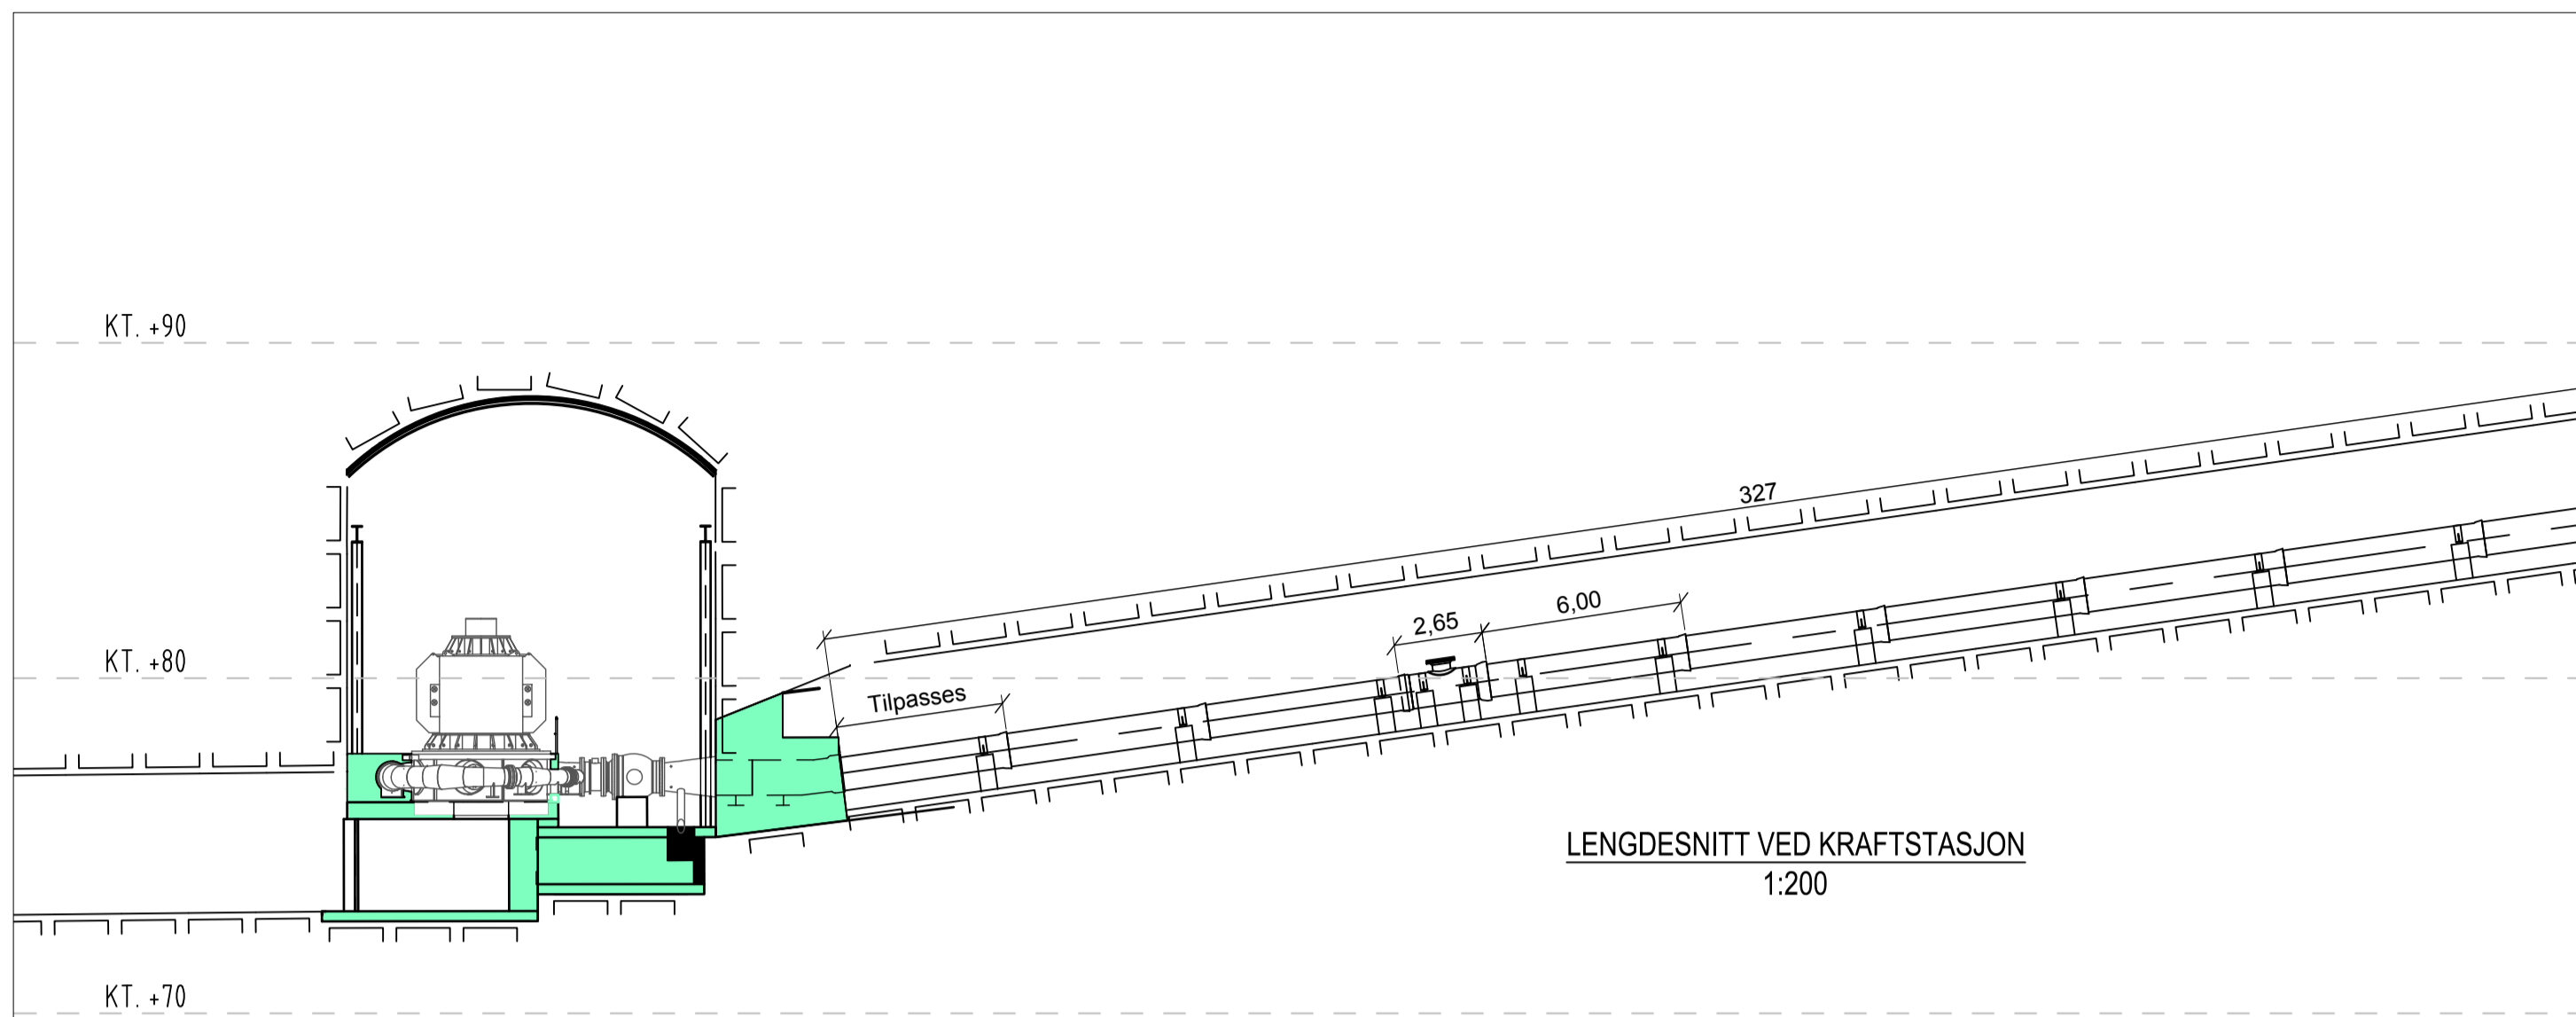 KT. +90
327
6,00
2,65
KT. +80
Tilpasses
LENGDESNITT VED KRAFTSTASJON
1:200
KT. +70